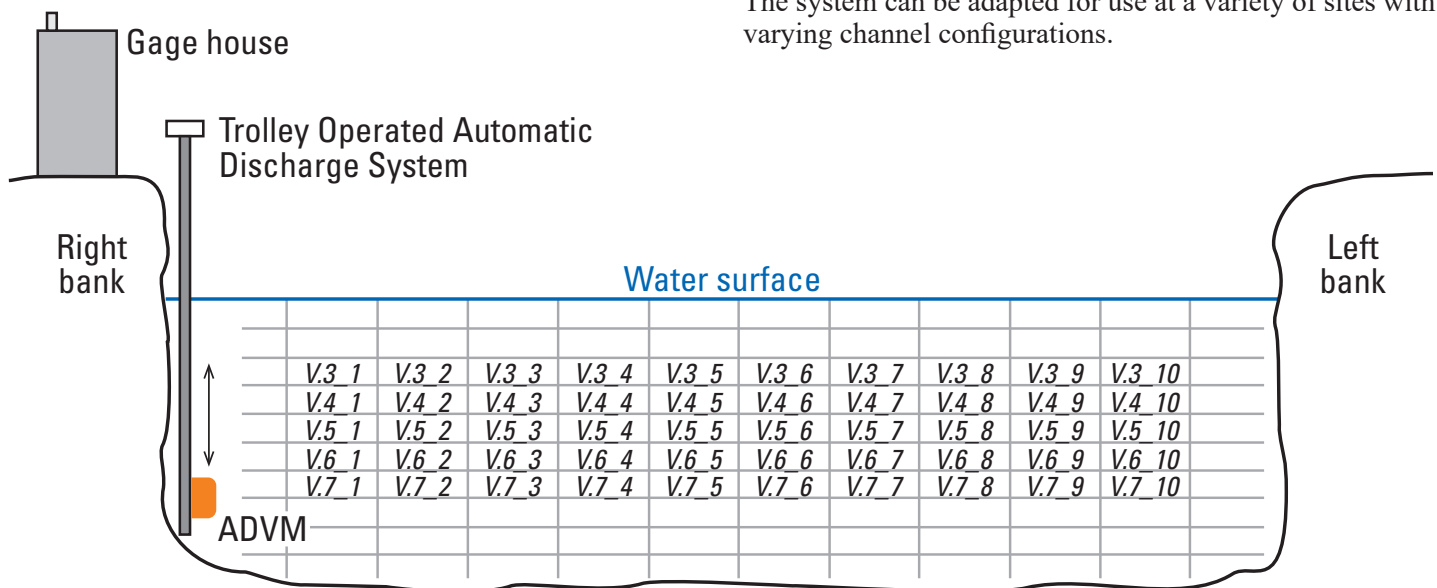 The system can be adapted for use at a variety of sites with
varying channel configurations.
Gage house
Trolley Operated Automatic
Discharge System
Right
bank
Water surface
Left
bank
V.3_1 V.3_2 V.3_3 V.3_4 V.3_5 V.3_6 V.3_7 V.3_8 V.3_9 V.3_10
V.4_1 V.4_2 V.4_3 V.4_4 V.4_5 V.4_6 V.4_7 V.4_8 V.4_9 V.4_10
V.5_1 V.5_2 V.5_3 V.5_4 V.5_5 V.5_6 V.5_7 V.5_8 V.5_9 V.5_10
V.6_1 V.6_2 V.6_3 V.6_4 V.6_5 V.6_6 V.6_7 V.6_8 V.6_9 V.6_10
V.7_1 V.7_2 V.7_3 V.7_4 V.7_5 V.7_6 V.7_7 V.7_8 V.7_9 V.7_10
ADVM